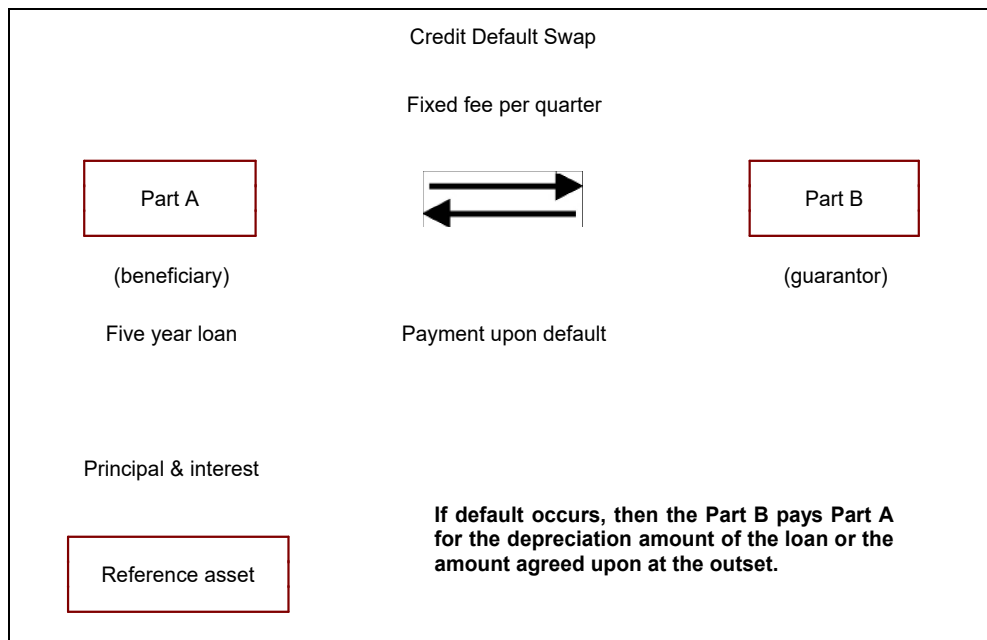 Credit Default Swap
Fixed fee per quarter
Part A
Part B
(beneficiary)
(guarantor)
Five year loan
Payment upon default
Principal & interest
If default occurs, then the Part B pays Part A
for the depreciation amount of the loan or the
amount agreed upon at the outset.
Reference asset